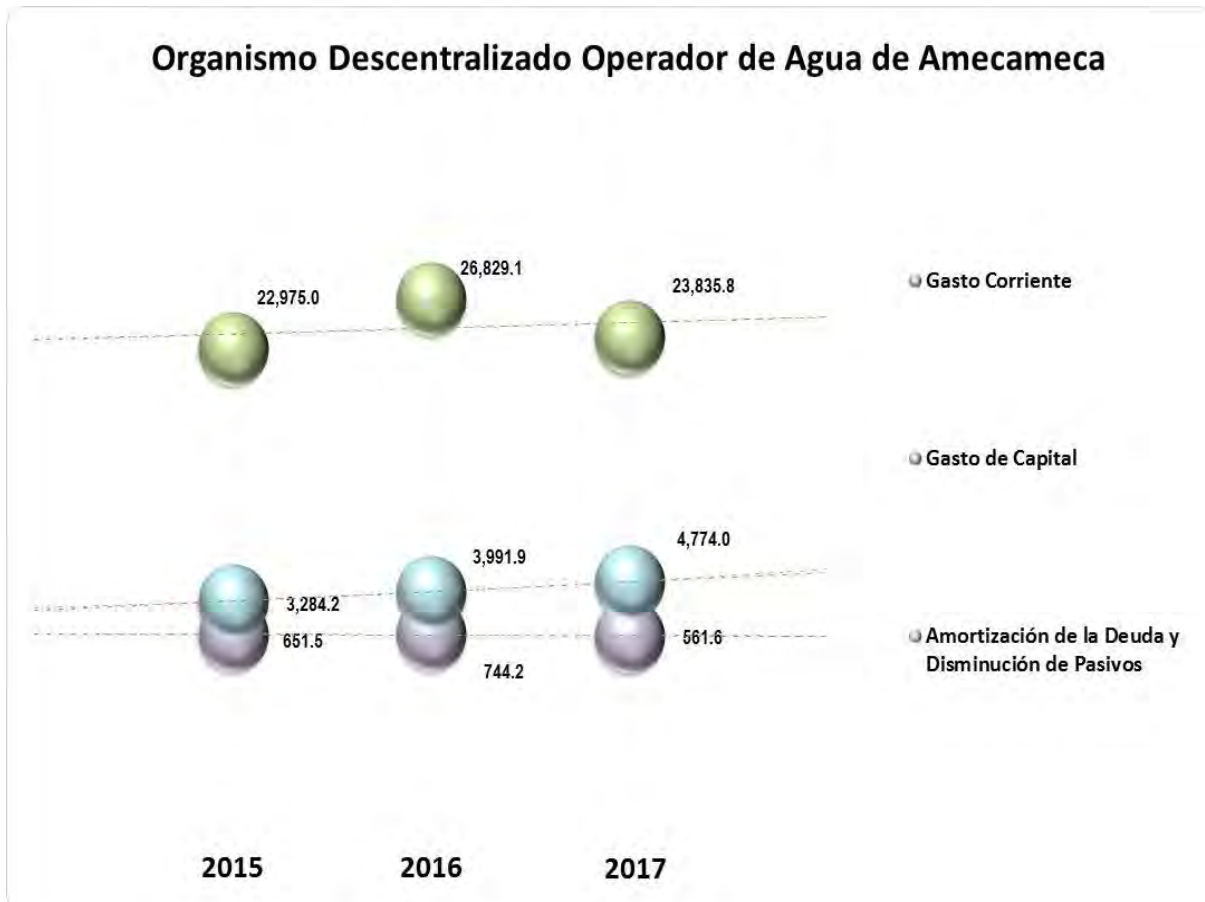 Organismo Descentralizado Operador de Agua de Amecameca
22,975.0
26,829.1
23,835.8
Gasto Corriente
Gasto de Capital
3,284.2
3,991.9
4,774.0
651.5
744.2
561.6
Amortización de la Deuda y
Disminución de Pasivos
2015
2016
2017